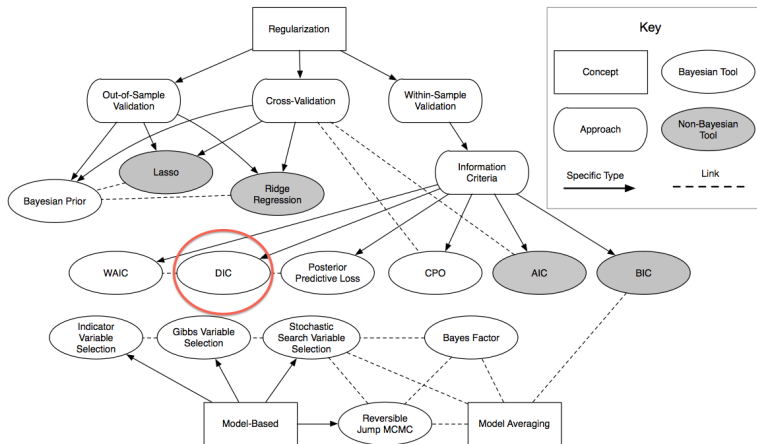 Regularization
Key
Concept
Bayesian Tool
Out-of-Sample
Validation
Cross-Validation
Within-Sample
Validation
Approach
Non-Bayesian
Tool
Specific Type
Link
Lasso
Information
Criteria
Bayesian Prior
Ridge
Regression
WAIC
DIC
Posterior
Predictive Loss
CPO
AIC
BIC
Indicator
Variable
Selection
Gibbs Variable
Selection
Stochastic
Search Variable
Selection
Bayes Factor
Model-Based
Reversible
Jump MCMC
Model Averaging